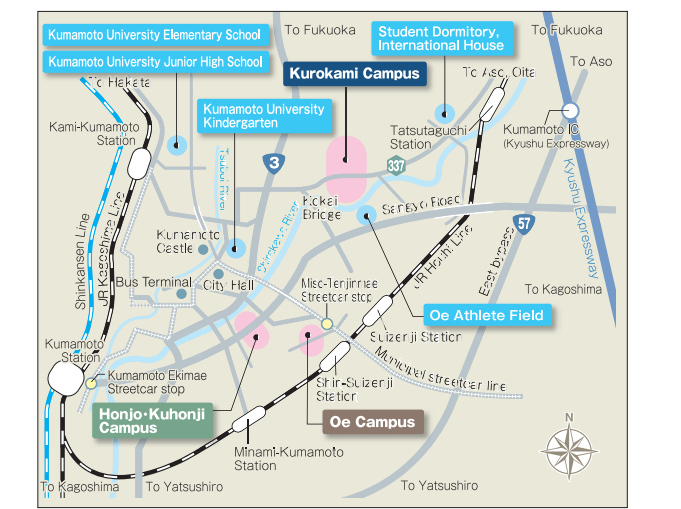 Kumamoto University Elementary School
Kumamoto University Junior High School
To Fukuoka
Student Dormitory,
International House
To Fukuoka
To Hakata
Kurokami Campus
To Aso, Oita
To Aso
Kami-Kumamoto
Station
Kumamoto University
Kindergarten
Tatsutaguchi
Station
Kumamoto IC
(Kyushu Expressway)
Tsuboi River
3
337
Kokai
Bridge
Sangyo Road
Kyushu Expressway
Shinkansen Line
JR Kagoshima Line
Kumamoto
Castle
Shirakawa River
57
JR Houhi Line
East bypass
Bus Terminal
City Hall
Miso-Tenjinmae
Streetcar stop
To Kagoshima
Oe Athlete Field
Kumamoto
Station
Suizenji Station
Municipal streetcar line
Kumamoto Ekimae
Streetcar stop
Shin-Suizenji
Station
Honjo･Kuhonji
Campus
Oe Campus
N
Minami-Kumamoto
Station
To Kagoshima
To Yatsushiro
To Yatsushiro